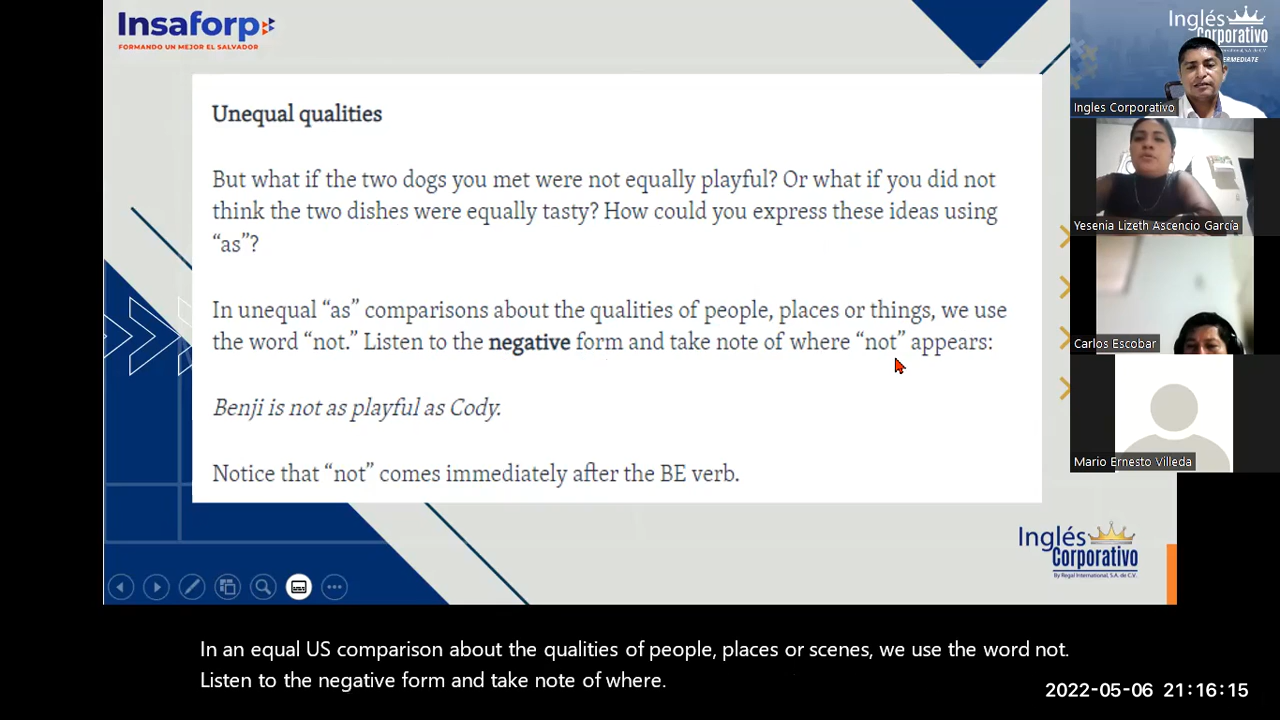 Insaforp
FORMANDO UN MEJOR EL SALVADOR
Unequal qualities
But what if the two dogs you met were not equally playful? Or what if you did not
think the two dishes were equally tasty? How could you express these ideas using
“as”?
In unequal “as” comparisons about the qualities of people, places or things, we use
the word “not.” Listen to the negative form and take note of where “not” appears:
Benji is not as playful as Cody.
Notice that “not” comes immediately after the BE verb.
Inglés
Corporativo
By Regal International, S.A. de C.V.
Inglés
Corporativo
Ingles Corporativo
Yesenia Lizeth Ascencio García
Carlos Escobar
Mario Ernesto Villeda
In an equal US comparison about the qualities of people, places or scenes, we use the word not.
Listen to the negative form and take note of where.
2022-05-06 21:16:15